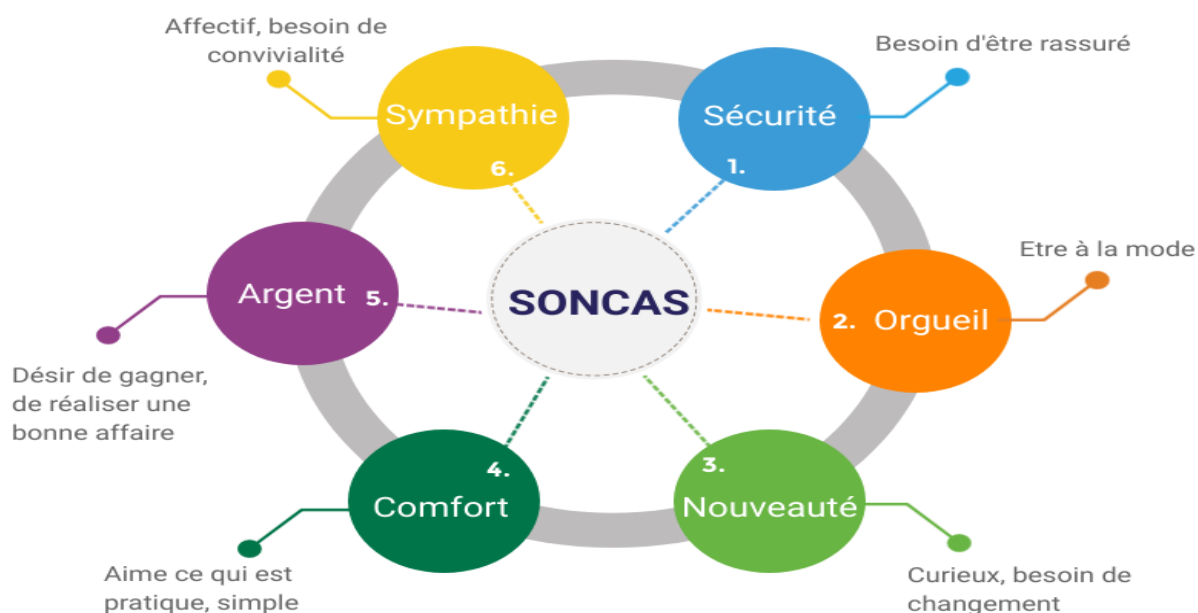 SONCAS
Sécurité
1.
Besoin d'être rassuré
2. Orgueil
Etre à la mode
3.
Nouveauté
Curieux, besoin de
changement
4.
Comfort
Aime ce qui est
pratique, simple
Argent 5.
Désir de gagner,
de réaliser une
bonne affaire
Sympathie
6.
Affectif, besoin de
convivialité